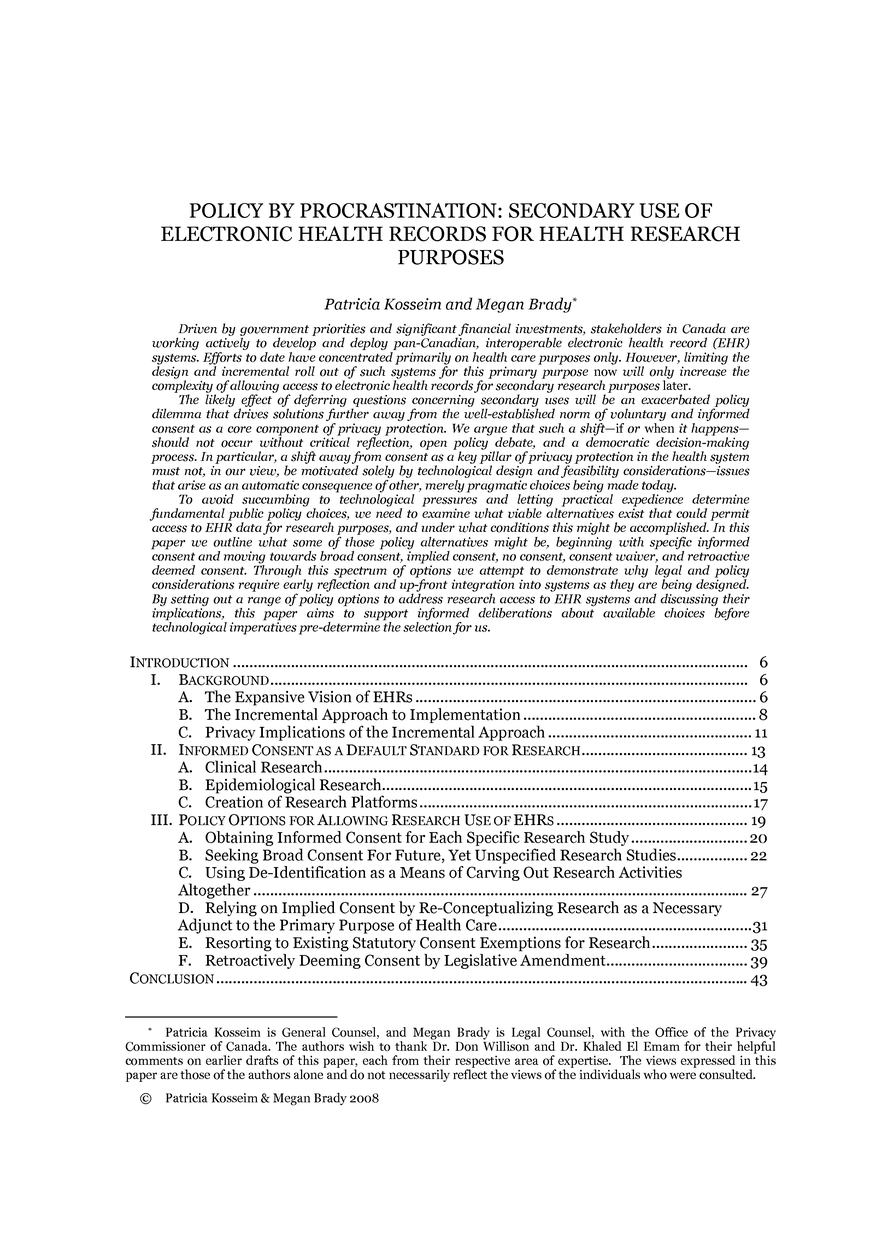 POLICY BY PROCRASTINATION: SECONDARY USE OF
ELECTRONIC HEALTH RECORDS FOR HEALTH RESEARCH
PURPOSES
Patricia Kosseim and Megan Brady*
Driven by government priorities and significant financial investments, stakeholders in Canada are
working actively to develop and deploy pan-Canadian, interoperable electronic health record (EHR)
systems. Efforts to date have concentrated primarily on health care purposes only. However, limiting the
design and incremental roll out of such systems for this primary purpose now will only increase the
complexity of allowing access to electronic health records for secondary research purposes later.
The likely effect of deferring questions concerning secondary uses will be an exacerbated policy
dilemma that drives solutions further away from the well-established norm of voluntary and informed
consent as a core component of privacy protection. We argue that such a shift—if or when it happens—
should not occur without critical reflection, open policy debate, and a democratic decision-making
process. In particular, a shift away from consent as a key pillar of privacy protection in the health system
must not, in our view, be motivated solely by technological design and feasibility considerations—issues
that arise as an automatic consequence of other, merely pragmatic choices being made today.
To avoid succumbing to technological pressures and letting practical expedience determine
fundamental public policy choices, we need to examine what viable alternatives exist that could permit
access to EHR data for research purposes, and under what conditions this might be accomplished. In this
paper we outline what some of those policy alternatives might be, beginning with specific informed
consent and moving towards broad consent, implied consent, no consent, consent waiver, and retroactive
deemed consent. Through this spectrum of options we attempt to demonstrate why legal and policy
considerations require early reflection and up-front integration into systems as they are being designed.
By setting out a range of policy options to address research access to EHR systems and discussing their
implications, this paper aims to support informed deliberations about available choices before
technological imperatives pre-determine the selection for us.
INTRODUCTION ........ 6
I. BACKGROUND ........ 6
A. The Expansive Vision of EHRs ........ 6
B. The Incremental Approach to Implementation ........ 8
C. Privacy Implications of the Incremental Approach ........ 11
II. INFORMED CONSENT AS A DEFAULT STANDARD FOR RESEARCH ........ 13
A. Clinical Research ........ 14
B. Epidemiological Research ........ 15
C. Creation of Research Platforms ........ 17
III. POLICY OPTIONS FOR ALLOWING RESEARCH USE OF EHRS ........ 19
A. Obtaining Informed Consent for Each Specific Research Study ........ 20
B. Seeking Broad Consent For Future, Yet Unspecified Research Studies ........ 22
C. Using De-Identification as a Means of Carving Out Research Activities
Altogether ........ 27
D. Relying on Implied Consent by Re-Conceptualizing Research as a Necessary
Adjunct to the Primary Purpose of Health Care ........ 31
E. Resorting to Existing Statutory Consent Exemptions for Research ........ 35
F. Retroactively Deeming Consent by Legislative Amendment ........ 39
CONCLUSION ........ 43
* Patricia Kosseim is General Counsel, and Megan Brady is Legal Counsel, with the Office of the Privacy
Commissioner of Canada. The authors wish to thank Dr. Don Willison and Dr. Khaled El Emam for their helpful
comments on earlier drafts of this paper, each from their respective area of expertise. The views expressed in this
paper are those of the authors alone and do not necessarily reflect the views of the individuals who were consulted.
© Patricia Kosseim & Megan Brady 2008